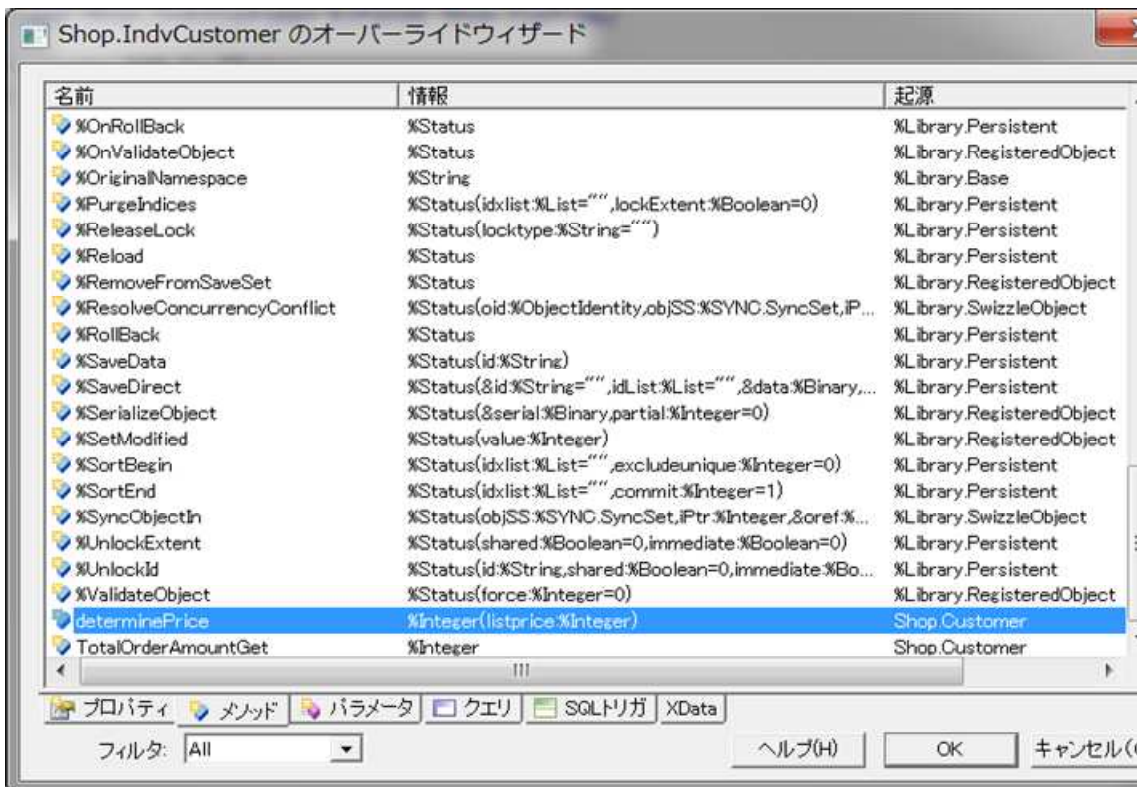 Shop.IndvCustomer のオーバーライドウィザード
名前 情報 起源
%OnRollBack %Status %Library.Persistent
%OnValidateObject %Status %Library.RegisteredObject
%OriginalNamespace %String %Library.Base
%PurgeIndices %Status(idxlist:%List="",lockExtent:%Boolean=0) %Library.Persistent
%ReleaseLock %Status(locktype:%String="") %Library.Persistent
%Reload %Status %Library.Persistent
%RemoveFromSaveSet %Status %Library.RegisteredObject
%ResolveConcurrencyConflict %Status(oid:%ObjectIdentity,objSS:%SYNC.SyncSet,iP... %Library.SwizzleObject
%RollBack %Status %Library.Persistent
%SaveData %Status(id:%String) %Library.Persistent
%SaveDirect %Status(&id:%String="",idList:%List="",&data:%Binary,... %Library.Persistent
%SerializeObject %Status(&serial:%Binary,partial:%Integer=0) %Library.RegisteredObject
%SetModified %Status(value:%Integer) %Library.RegisteredObject
%SortBegin %Status(idxlist:%List="",excludeunique:%Integer=0) %Library.Persistent
%SortEnd %Status(idxlist:%List="",commit:%Integer=1) %Library.Persistent
%SyncObjectIn %Status(objSS:%SYNC.SyncSet,iPtr:%Integer,&oref:%... %Library.SwizzleObject
%UnlockExtent %Status(shared:%Boolean=0,immediate:%Boolean=0) %Library.Persistent
%UnlockId %Status(id:%String,shared:%Boolean=0,immediate:%Bo... %Library.Persistent
%ValidateObject %Status(force:%Integer=0) %Library.RegisteredObject
determinePrice %Integer(listprice:%Integer) Shop.Customer
TotalOrderAmountGet %Integer Shop.Customer
プロパティ メソッド パラメータ クエリ SQLトリガ XData
フィルタ: All ヘルプ(H) OK キャンセル(